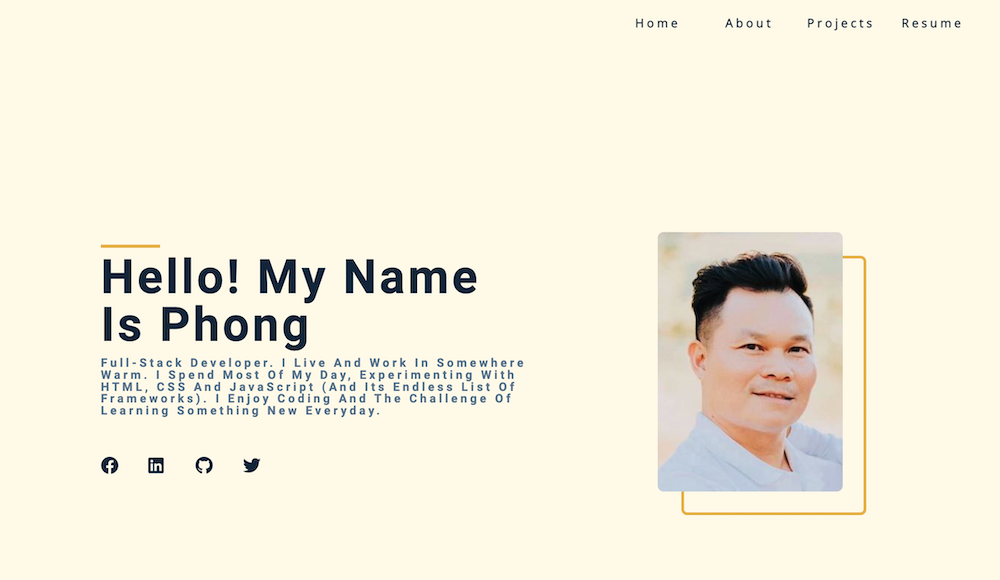 Home About Projects Resume
Hello! My Name
Is Phong
Full-Stack Developer. I Live And Work In Somewhere
Warm. I Spend Most Of My Day, Experimenting With
HTML, CSS And JavaScript (And Its Endless List Of
Frameworks). I Enjoy Coding And The Challenge Of
Learning Something New Everyday.